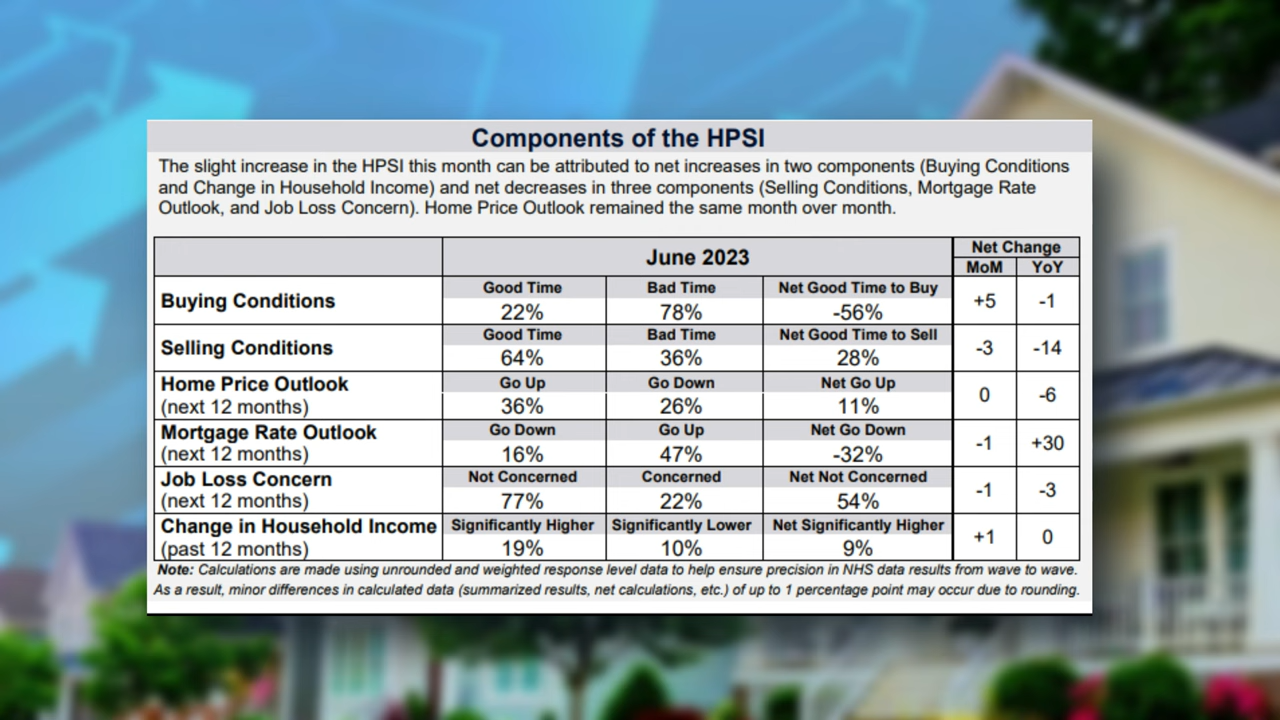 Components of the HPSI
The slight increase in the HPSI this month can be attributed to net increases in two components (Buying Conditions
and Change in Household Income) and net decreases in three components (Selling Conditions, Mortgage Rate
Outlook, and Job Loss Concern). Home Price Outlook remained the same month over month.
June 2023
Net Change
MoM YoY
Buying Conditions
Good Time Bad Time Net Good Time to Buy
22% 78% -56%
+5 -1
Selling Conditions
Good Time Bad Time Net Good Time to Sell
64% 36% 28%
-3 -14
Home Price Outlook
(next 12 months)
Go Up Go Down Net Go Up
36% 26% 11%
0 -6
Mortgage Rate Outlook
(next 12 months)
Go Down Go Up Net Go Down
16% 47% -32%
-1 +30
Job Loss Concern
(next 12 months)
Not Concerned Concerned Net Not Concerned
77% 22% 54%
-1 -3
Change in Household Income
(past 12 months)
Significantly Higher Significantly Lower Net Significantly Higher
19% 10% 9%
+1 0
Note: Calculations are made using unrounded and weighted response level data to help ensure precision in NHS data results from wave to wave.
As a result, minor differences in calculated data (summarized results, net calculations, etc.) of up to 1 percentage point may occur due to rounding.